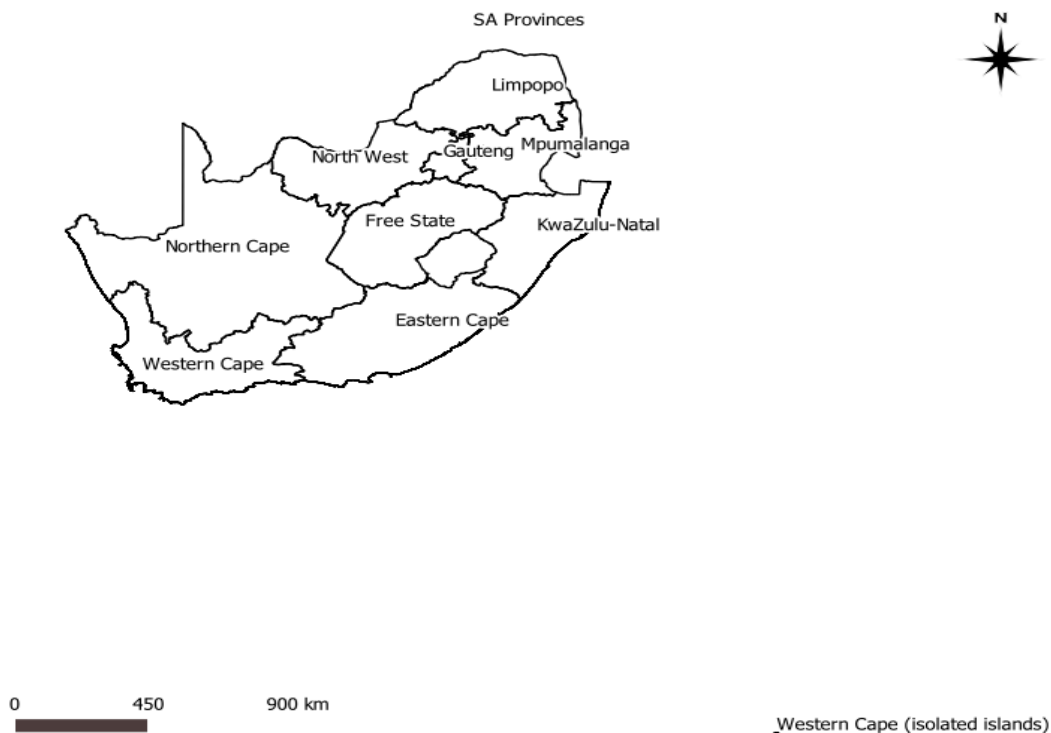 SA Provinces
N
Limpopo
North West
Gauteng
Mpumalanga
Free State
KwaZulu-Natal
Northern Cape
Eastern Cape
Western Cape
0 450 900 km
Western Cape (isolated islands)